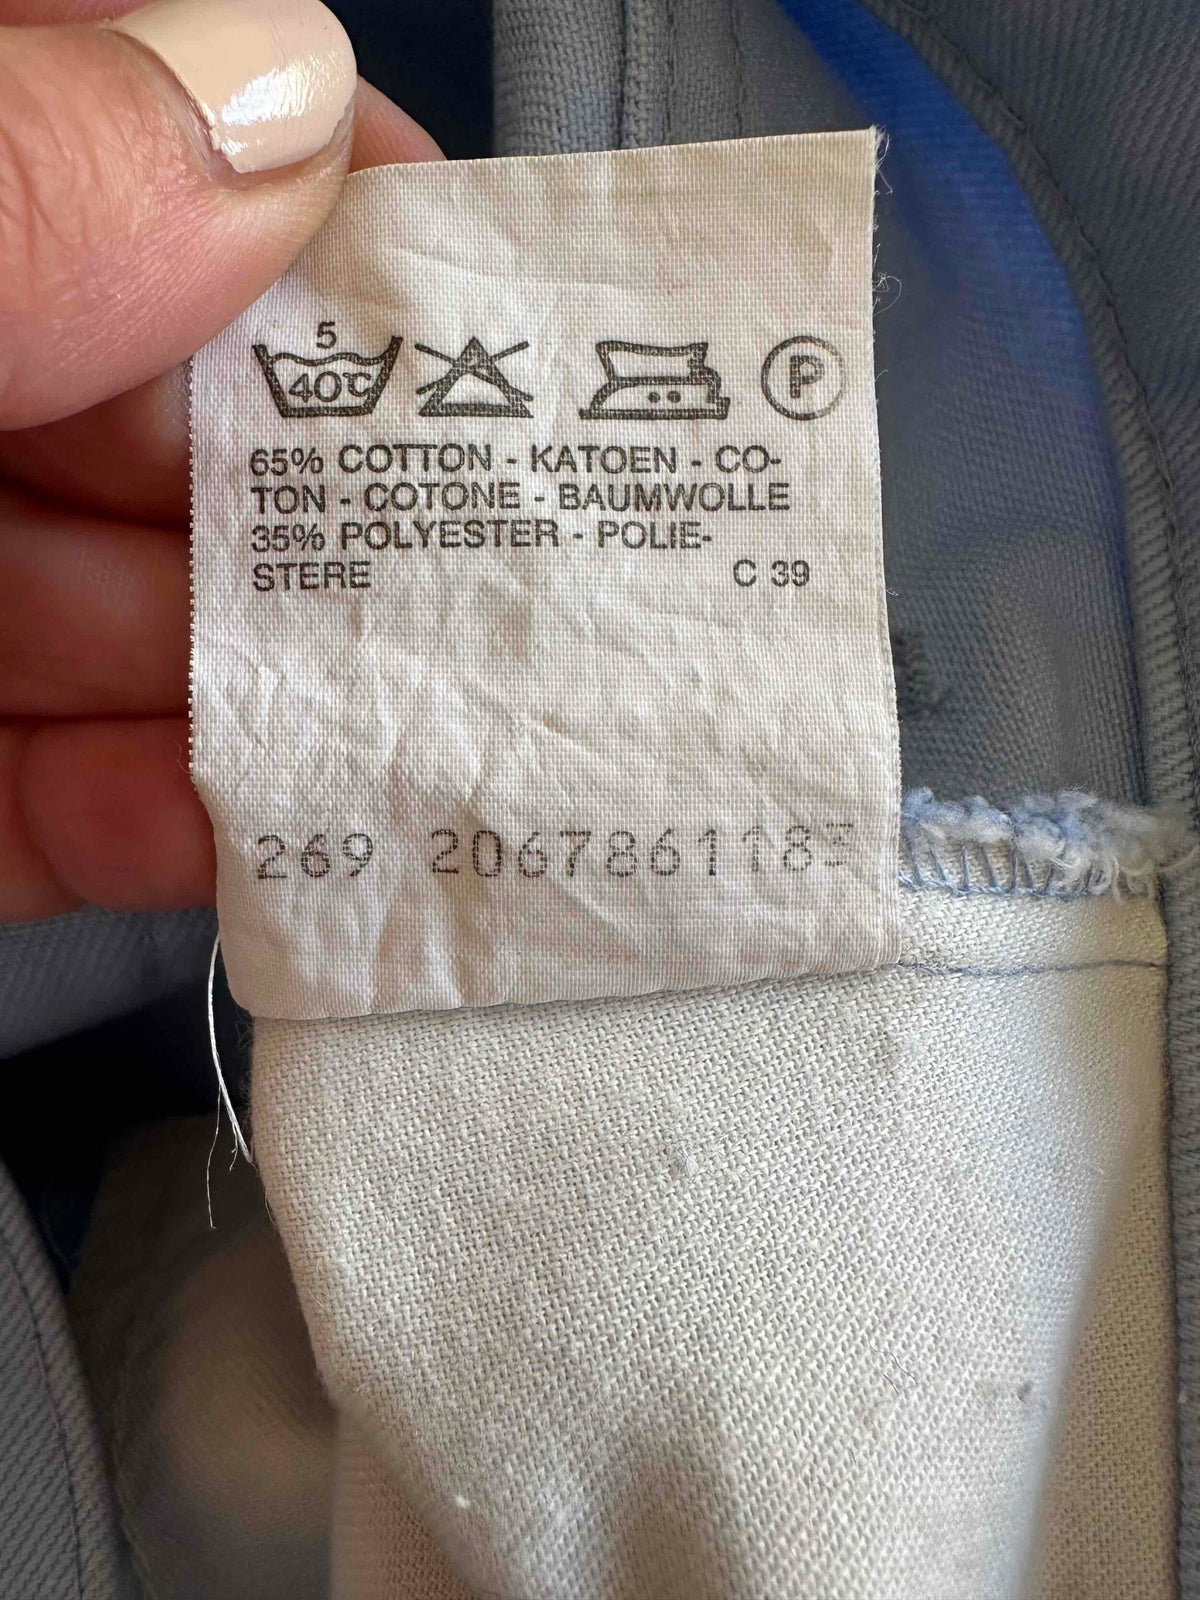 5
40°C
P
65% COTTON - KATOEN - CO-
TON - COTONE - BAUMWOLLE
35% POLYESTER - POLIE-
STERE C 39
269 2067861183